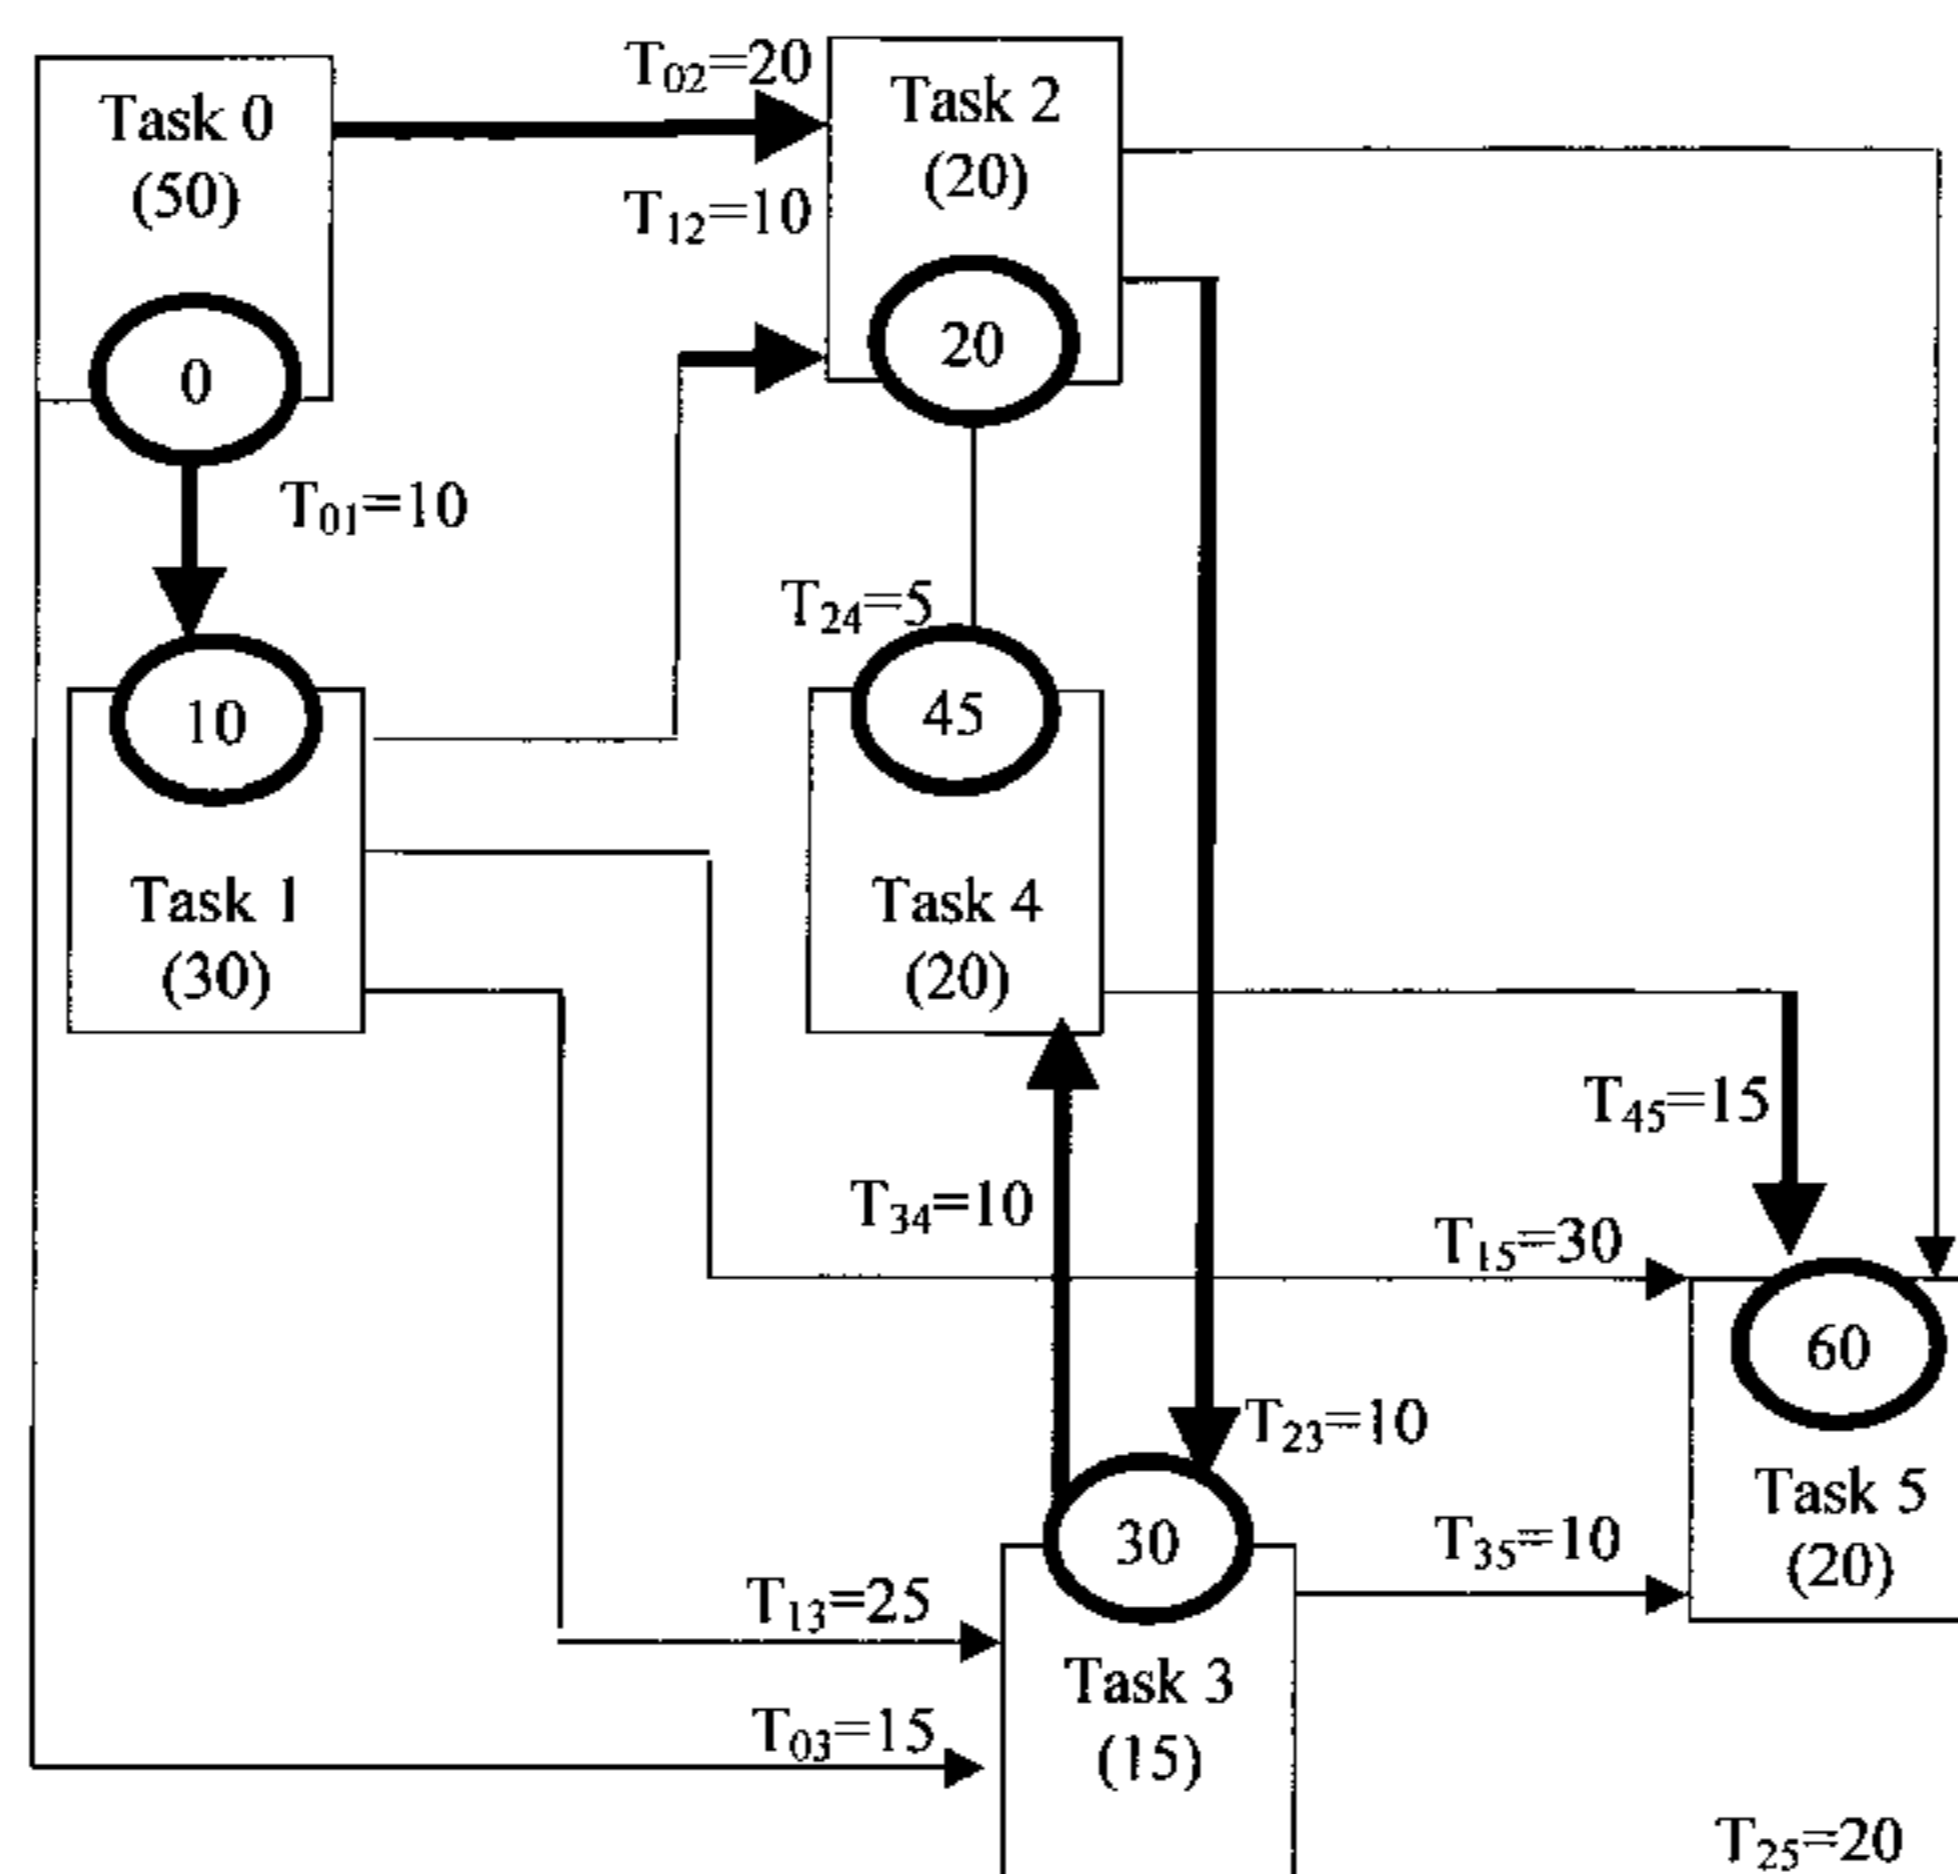 T02=20
Task 0
(50)
Task 2
(20)
T12=10
0
20
T01=10
T24=5
10
45
Task 1
(30)
Task 4
(20)
T45=15
T34=10
T15=30
60
T23=10
Task 5
(20)
30
T35=10
T13=25
Task 3
(15)
T03=15
T25=20